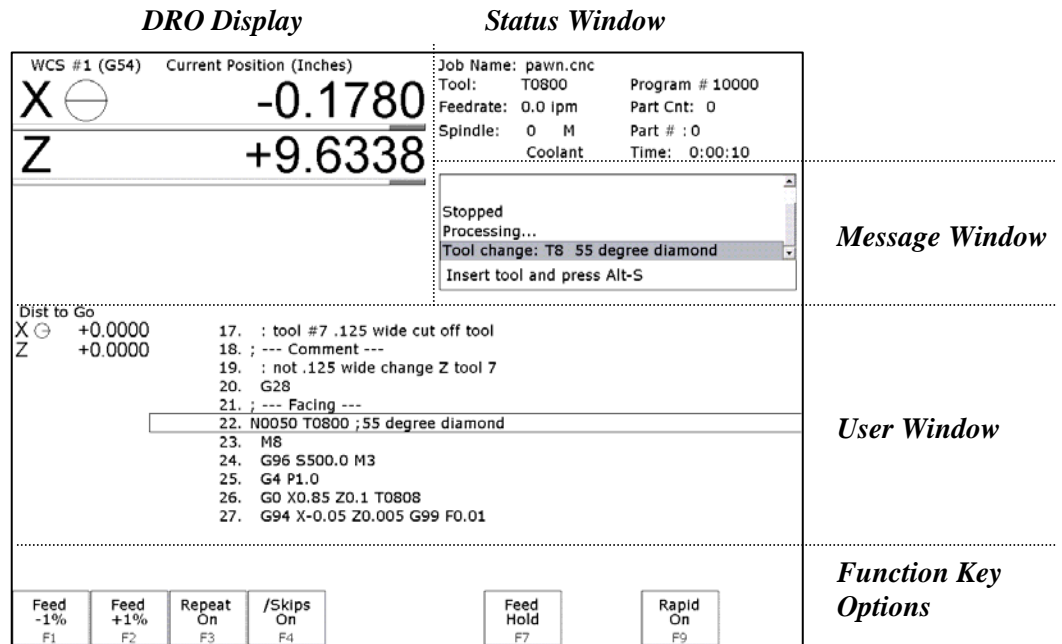 DRO Display
Status Window
WCS #1 (G54) Current Position (Inches)
X -0.1780
Z +9.6338
Job Name: pawn.cnc
Tool: T0800 Program # 10000
Feedrate: 0.0 ipm Part Cnt: 0
Spindle: 0 M Part # : 0
Coolant Time: 0:00:10
Stopped
Processing...
Tool change: T8 55 degree diamond
Insert tool and press Alt-S
Message Window
Dist to Go
X +0.0000
Z +0.0000
17. : tool #7 .125 wide cut off tool
18. ; --- Comment ---
19. : not .125 wide change Z tool 7
20. G28
21. ; --- Facing ---
22. N0050 T0800 ;55 degree diamond
23. M8
24. G96 S500.0 M3
25. G4 P1.0
26. G0 X0.85 Z0.1 T0808
27. G94 X-0.05 Z0.005 G99 F0.01
User Window
Function Key
Options
Feed
-1%
F1
Feed
+1%
F2
Repeat
On
F3
/Skips
On
F4
Feed
Hold
F7
Rapid
On
F9